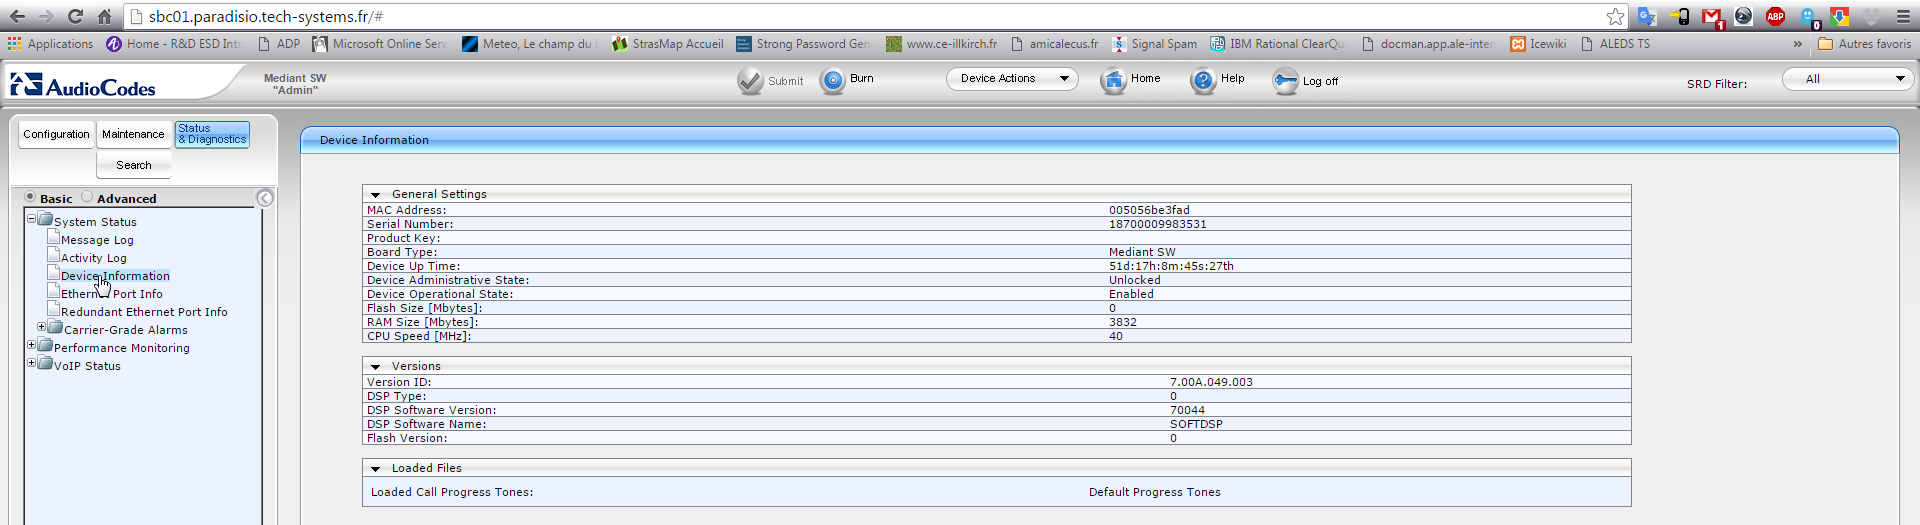 sbc01.paradisio.tech-systems.fr/#
Applications Home - R&D ESD Intr ADP Microsoft Online Serv Meteo, Le champ du f StrasMap Accueil Strong Password Gen www.ce-illkirch.fr amicalecus.fr Signal Spam IBM Rational ClearQu docman.app.ale-inter Icewiki ALEDS TS » Autres favoris
AudioCodes
Mediant SW
"Admin"
Submit Burn Device Actions Home Help Log off SRD Filter: All
Configuration Maintenance Status & Diagnostics
Search
Basic Advanced
System Status
Message Log
Activity Log
Device Information
Ethernet Port Info
Redundant Ethernet Port Info
Carrier-Grade Alarms
Performance Monitoring
VoIP Status
Device Information
General Settings
MAC Address: 005056be3fad
Serial Number: 18700009983531
Product Key:
Board Type: Mediant SW
Device Up Time: 51d:17h:8m:45s:27th
Device Administrative State: Unlocked
Device Operational State: Enabled
Flash Size [Mbytes]: 0
RAM Size [Mbytes]: 3832
CPU Speed [MHz]: 40
Versions
Version ID: 7.00A.049.003
DSP Type: 0
DSP Software Version: 70044
DSP Software Name: SOFTDSP
Flash Version: 0
Loaded Files
Loaded Call Progress Tones: Default Progress Tones